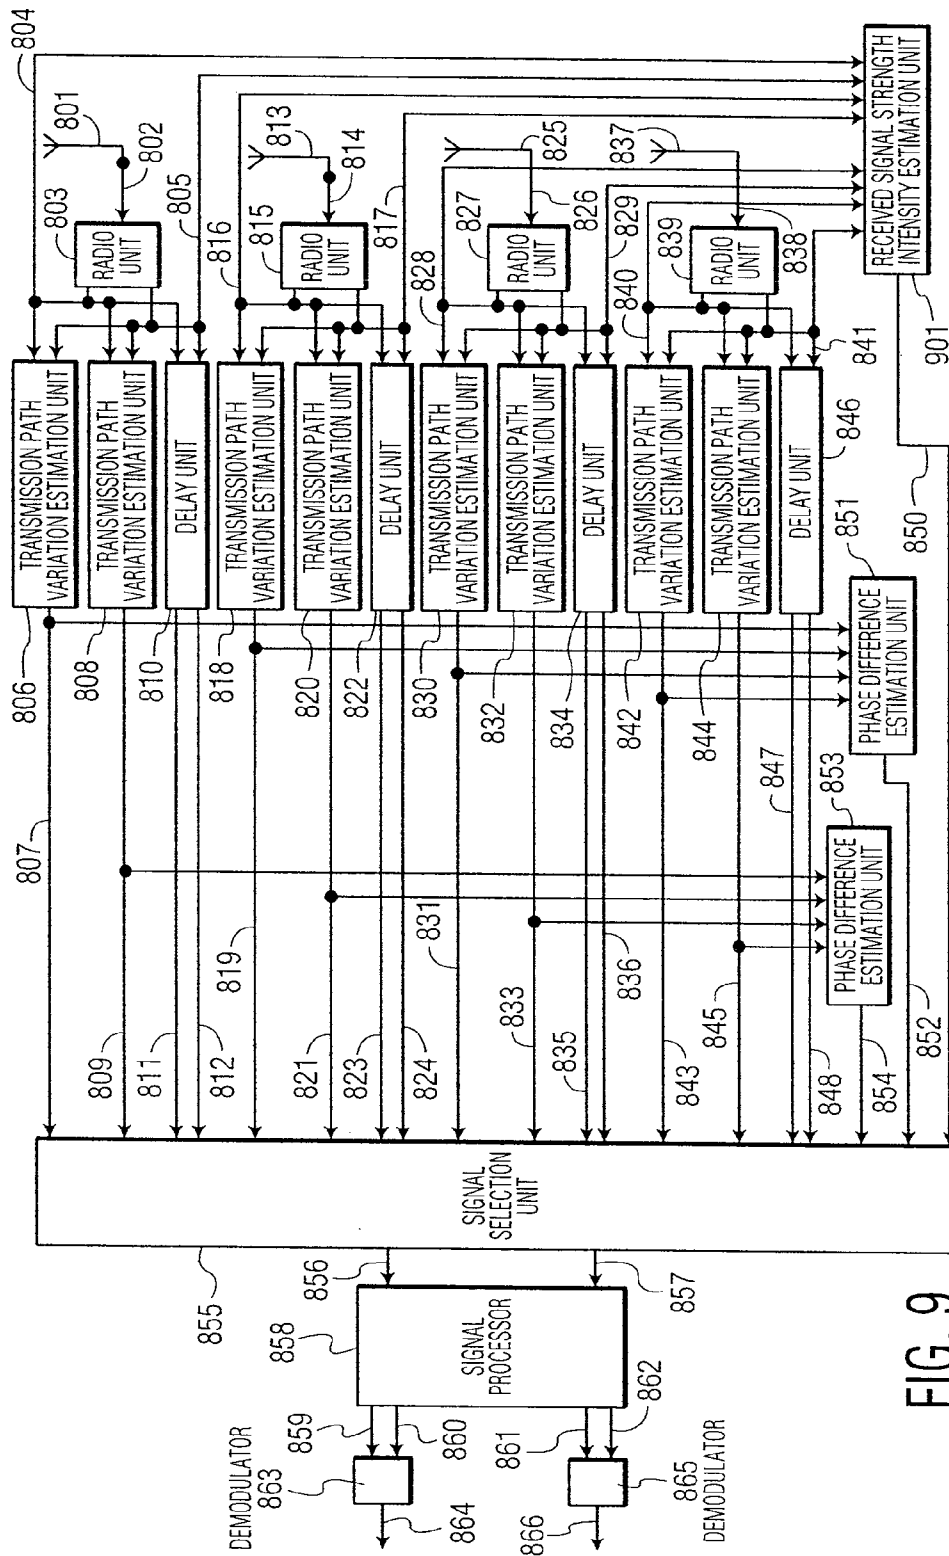 804
801
802
803
RADIO UNIT
805
TRANSMISSION PATH
VARIATION ESTIMATION UNIT
806
807
TRANSMISSION PATH
VARIATION ESTIMATION UNIT
808
809
DELAY UNIT
810
811
812
813
814
815
RADIO UNIT
816
817
TRANSMISSION PATH
VARIATION ESTIMATION UNIT
818
819
TRANSMISSION PATH
VARIATION ESTIMATION UNIT
820
821
DELAY UNIT
822
823
824
825
826
827
RADIO UNIT
828
829
TRANSMISSION PATH
VARIATION ESTIMATION UNIT
830
831
TRANSMISSION PATH
VARIATION ESTIMATION UNIT
832
833
DELAY UNIT
834
835
836
837
838
839
RADIO UNIT
840
841
TRANSMISSION PATH
VARIATION ESTIMATION UNIT
842
843
TRANSMISSION PATH
VARIATION ESTIMATION UNIT
844
845
DELAY UNIT
846
847
848
RECEIVED SIGNAL STRENGTH
INTENSITY ESTIMATION UNIT
901
850
PHASE DIFFERENCE
ESTIMATION UNIT
851
852
PHASE DIFFERENCE
ESTIMATION UNIT
853
854
SIGNAL
SELECTION
UNIT
855
856
857
SIGNAL
PROCESSOR
858
859
860
861
862
DEMODULATOR
863
864
865
DEMODULATOR
866
FIG. 9